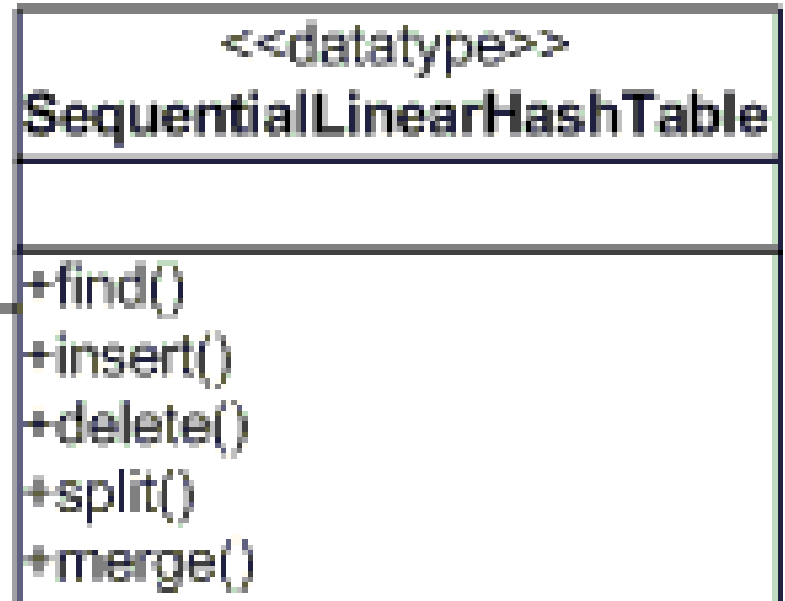 <<datatype>>
SequentialLinearHashTable
+find()
+insert()
+delete()
+split()
+merge()